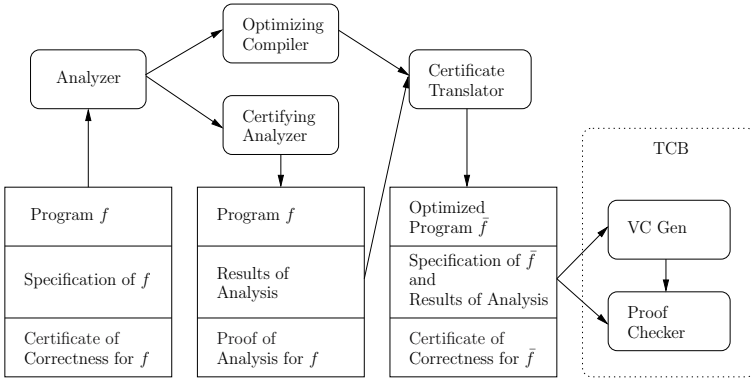 Optimizing
Compiler
Analyzer
Certificate
Translator
Certifying
Analyzer
TCB
Program f
Specification of f
Certificate of
Correctness for f
Program f
Results of
Analysis
Proof of
Analysis for f
Optimized
Program f̄
Specification of f̄
and
Results of Analysis
Certificate of
Correctness for f̄
VC Gen
Proof
Checker